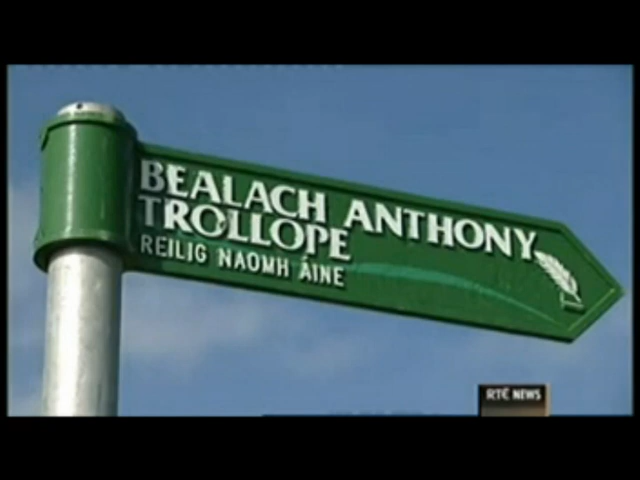 BEALACH ANTHONY
TROLLOPE
REILIG NAOMH ÁINE
RTÉ NEWS